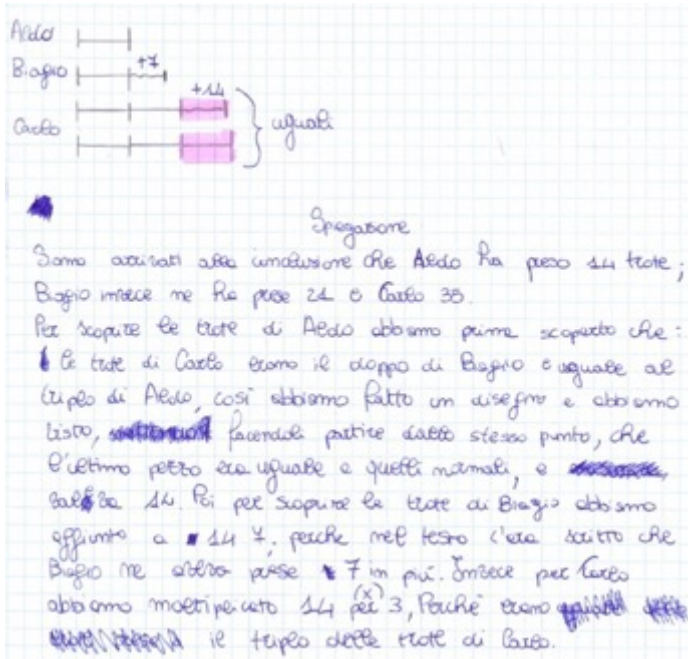 Aldo
Biagio +7
+14
Carlo uguali
Spiegazione
Siamo arrivati alla conclusione che Aldo ha preso 14 trote;
Biagio invece ne ha prese 21 e Carlo 35.
Per scoprire le trote di Aldo abbiamo prima scoperto che:
le trote di Carlo erano il doppio di Biagio e uguale al
triplo di Aldo, così abbiamo fatto un disegno e abbiamo
visto, facendoli partire dallo stesso punto, che
l'ultimo pezzo era uguale a quelli normali, e
valeva 14. Poi per scoprire le trote di Biagio abbiamo
aggiunto a 14 7, perche nel testo c'era scritto che
Biagio ne aveva prese 7 in più. Invece per Carlo
abbiamo moltiplicato 14 per (x) 3, Perché erano
il triplo delle trote di Carlo.